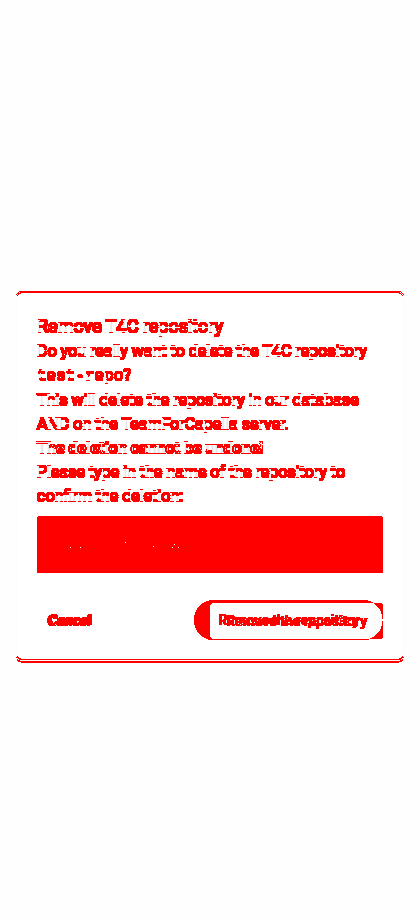 Remove T4C repository
Do you really want to delete the T4C repository
test-repo?
This will delete the repository in our database
AND on the TeamForCapella server.
The deletion cannot be undone!
Please type in the name of the repository to
confirm the deletion:
Cancel
Remove the repository